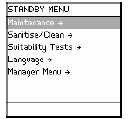 STANDBY MENU
Maintenance →
Sanitise/Clean →
Suitability Tests →
Language →
Manager Menu →